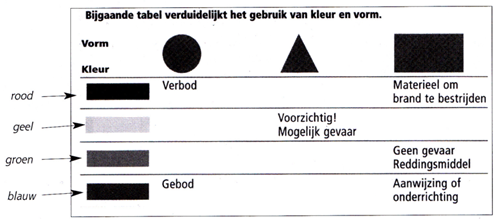 Bijgaande tabel verduidelijkt het gebruik van kleur en vorm.
Vorm
Kleur
rood
Verbod
Materieel om
brand te bestrijden
geel
Voorzichtig!
Mogelijk gevaar
groen
Geen gevaar
Reddingsmiddel
blauw
Gebod
Aanwijzing of
onderrichting